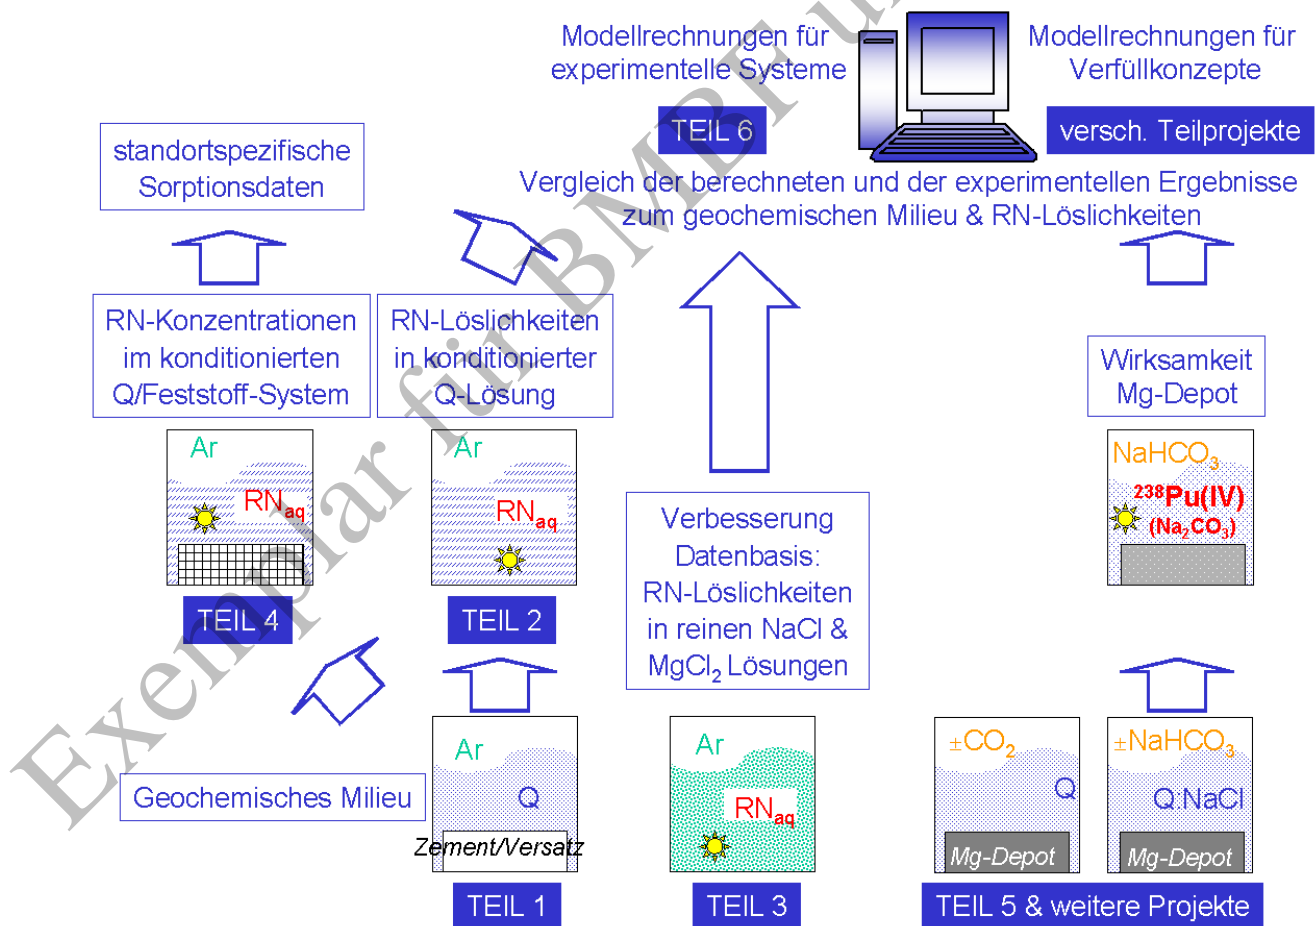 Modellrechnungen für
experimentelle Systeme
TEIL 6
Modellrechnungen für
Verfüllkonzepte
versch. Teilprojekte
Vergleich der berechneten und der experimentellen Ergebnisse
zum geochemischen Milieu & RN-Löslichkeiten
standortspezifische
Sorptionsdaten
RN-Konzentrationen
im konditionierten
Q/Feststoff-System
RN-Löslichkeiten
in konditionierter
Q-Lösung
Wirksamkeit
Mg-Depot
Ar
RNaq
TEIL 4
Ar
RNaq
TEIL 2
Verbesserung
Datenbasis:
RN-Löslichkeiten
in reinen NaCl &
MgCl₂ Lösungen
NaHCO₃
²³⁸Pu(IV)
(Na₂CO₃)
Geochemisches Milieu
Ar
Q
Zement/Versatz
TEIL 1
Ar
RNaq
TEIL 3
±CO₂
Q
Mg-Depot
±NaHCO₃
Q:NaCl
Mg-Depot
TEIL 5 & weitere Projekte
Exemplar für BMBF